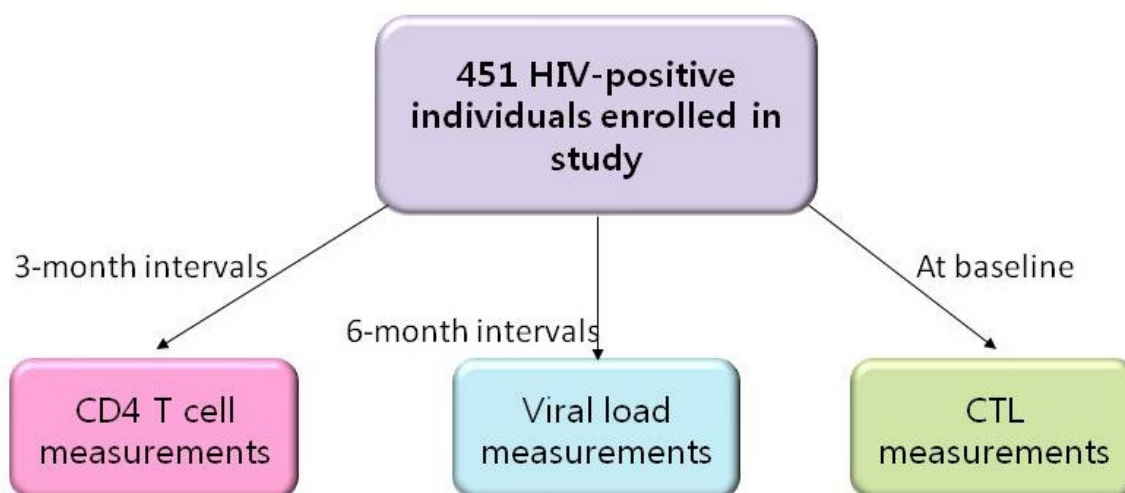 451 HIV-positive
individuals enrolled in
study
3-month intervals
At baseline
6-month intervals
CD4 T cell
measurements
Viral load
measurements
CTL
measurements